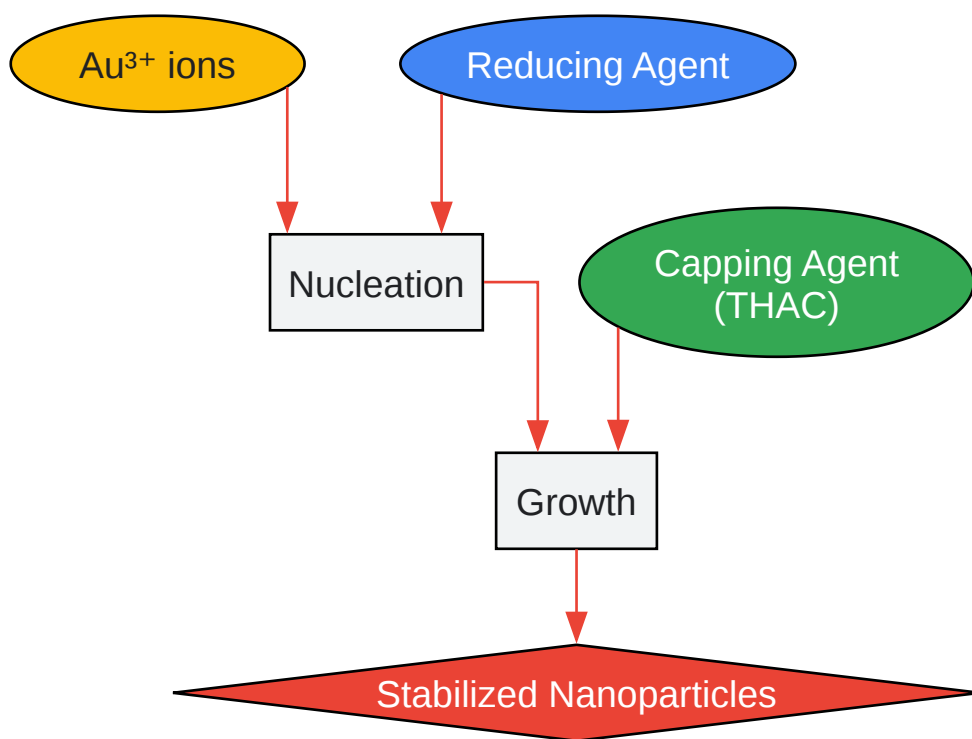 Au³⁺ ions
Reducing Agent
Nucleation
Capping Agent
(THAC)
Growth
Stabilized Nanoparticles